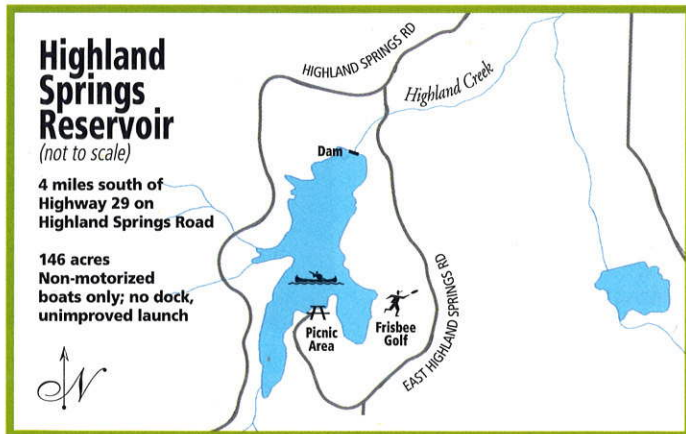 Highland
Springs
Reservoir
(not to scale)
4 miles south of
Highway 29 on
Highland Springs Road
146 acres
Non-motorized
boats only; no dock,
unimproved launch
N
HIGHLAND SPRINGS RD
Highland Creek
Dam
Picnic
Area
Frisbee
Golf
EAST HIGHLAND SPRINGS RD